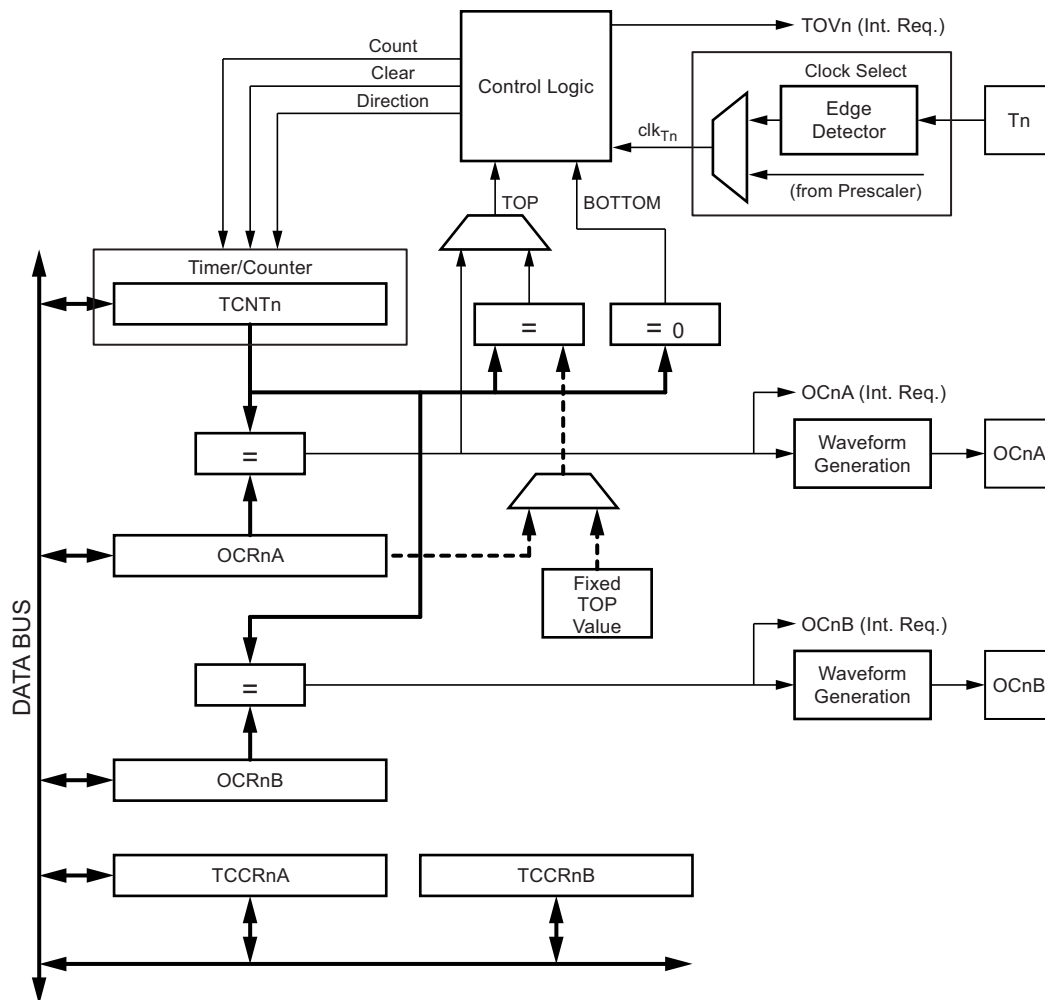 TOVn (Int. Req.)
Count
Clear
Direction
Control Logic
Clock Select
Edge
Detector
Tn
clkTn
(from Prescaler)
TOP
BOTTOM
Timer/Counter
TCNTn
=
= 0
OCnA (Int. Req.)
=
Waveform
Generation
OCnA
OCRnA
Fixed
TOP
Value
OCnB (Int. Req.)
=
Waveform
Generation
OCnB
DATA BUS
OCRnB
TCCRnA
TCCRnB